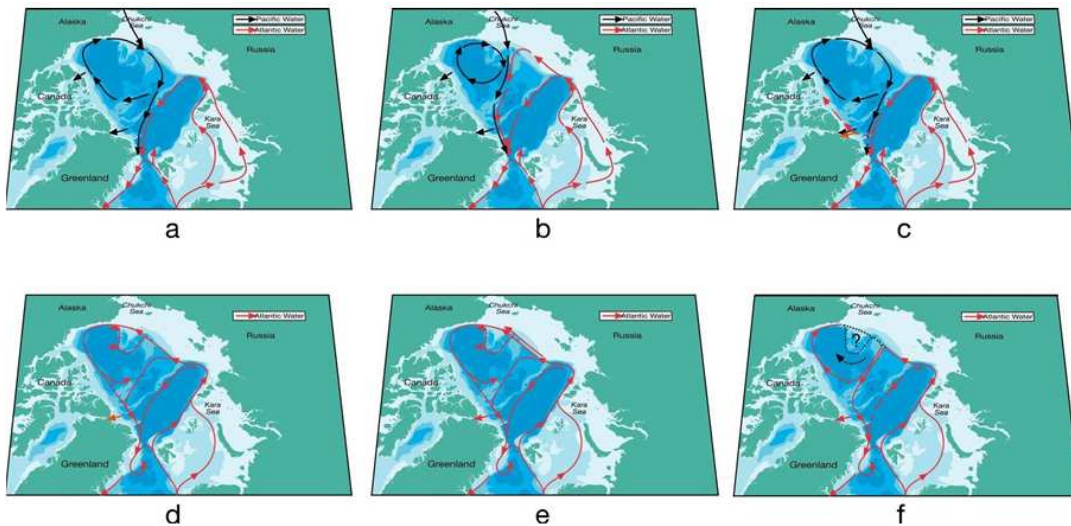 Alaska
Chukchi
Sea
Pacific Water
Atlantic Water
Russia
Canada
Kara
Sea
Greenland
a
Alaska
Chukchi
Sea
Pacific Water
Atlantic Water
Russia
Canada
Kara
Sea
Greenland
b
Alaska
Chukchi
Sea
Pacific Water
Atlantic Water
Russia
Canada
Kara
Sea
Greenland
c
Alaska
Chukchi
Sea
Atlantic Water
Russia
Canada
Kara
Sea
Greenland
d
Alaska
Chukchi
Sea
Atlantic Water
Russia
Canada
Kara
Sea
Greenland
e
Alaska
Chukchi
Sea
Atlantic Water
?
Russia
Canada
Kara
Sea
Greenland
f